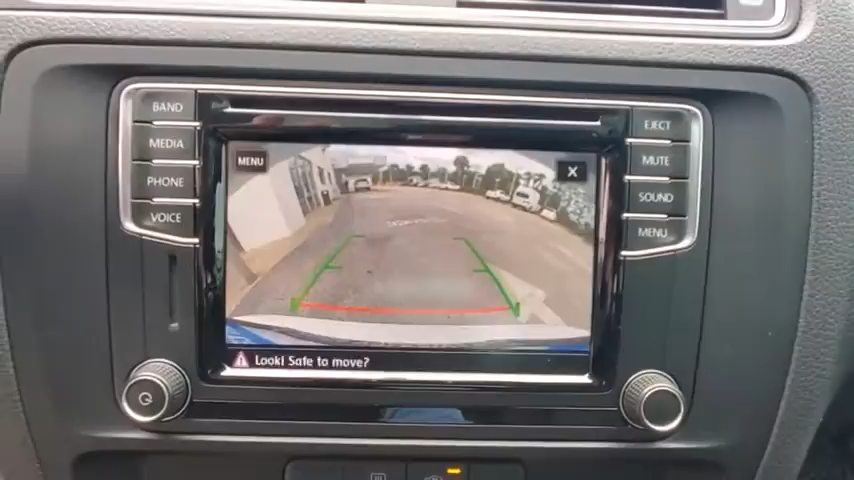 BAND
MEDIA
PHONE
VOICE
EJECT
MUTE
SOUND
MENU
MENU
X
Look! Safe to move?